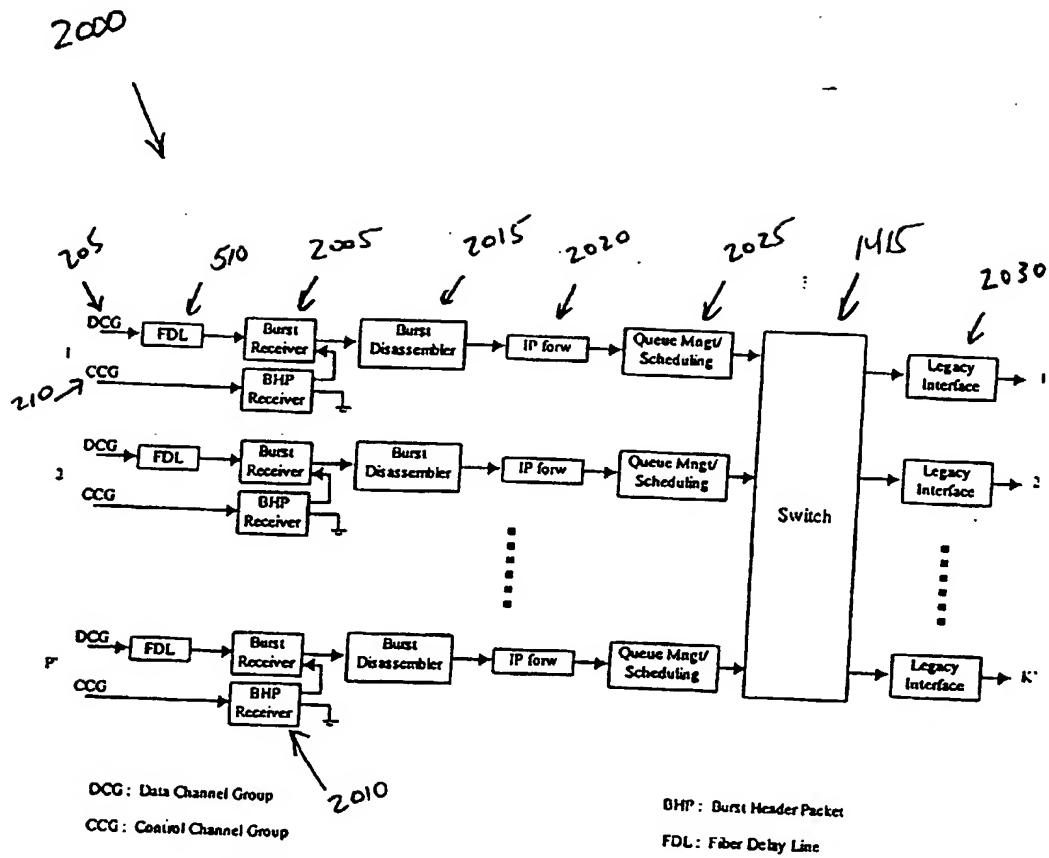 2000
205 510 2005 2015 2020 2025 1415 2030
DCG FDL Burst Receiver Burst Disassembler IP forw Queue Mngt/ Scheduling Legacy Interface 1
1
210 CCG BHP Receiver
DCG FDL Burst Receiver Burst Disassembler IP forw Queue Mngt/ Scheduling Legacy Interface 2
2
CCG BHP Receiver
Switch
DCG FDL Burst Receiver Burst Disassembler IP forw Queue Mngt/ Scheduling Legacy Interface K'
P'
CCG BHP Receiver
2010
DCG : Data Channel Group
CCG : Control Channel Group
BHP : Burst Header Packet
FDL : Fiber Delay Line